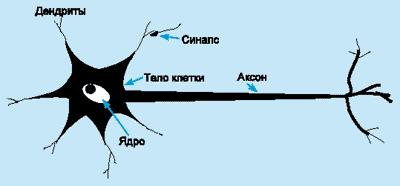 Дендриты
Синапс
Тело клетки
Аксон
Ядро